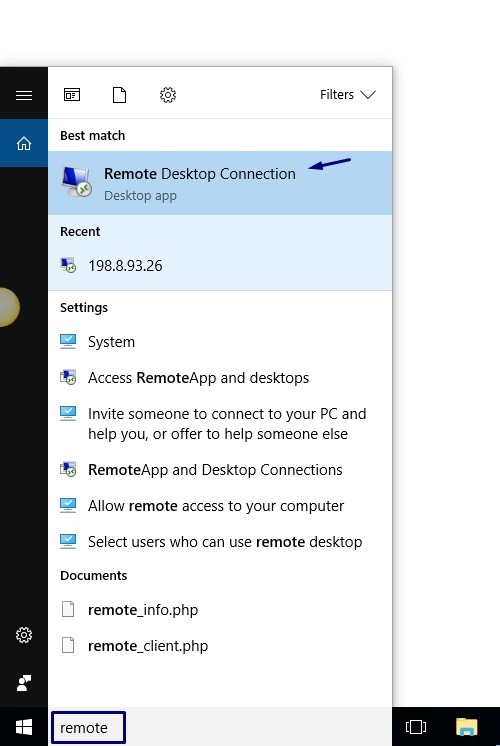 Filters
Best match
Remote Desktop Connection
Desktop app
Recent
198.8.93.26
Settings
System
Access RemoteApp and desktops
Invite someone to connect to your PC and
help you, or offer to help someone else
RemoteApp and Desktop Connections
Allow remote access to your computer
Select users who can use remote desktop
Documents
remote_info.php
remote_client.php
remote